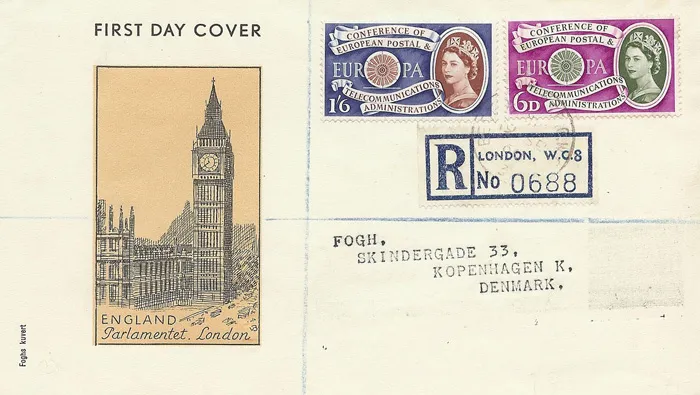 FIRST DAY COVER
CONFERENCE OF
EUROPEAN POSTAL &
EUROPA
TELECOMMUNICATIONS
ADMINISTRATIONS
1/6
CONFERENCE OF
EUROPEAN POSTAL &
EUROPA
TELECOMMUNICATIONS
ADMINISTRATIONS
6D
R
LONDON, W.C.8
No 0688
FOGH,
SKINDERGADE 33,
KOPENHAGEN K,
DENMARK.
ENGLAND
Parlamentet, London
Foghs kuvert